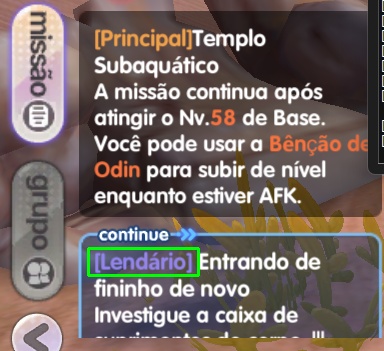 missão
grupo
[Principal]Templo
Subaquático
A missão continua após
atingir o Nv.58 de Base.
Você pode usar a Bênção de
Odin para subir de nível
enquanto estiver AFK.
continue
[Lendário] Entrando de
fininho de novo
Investigue a caixa de